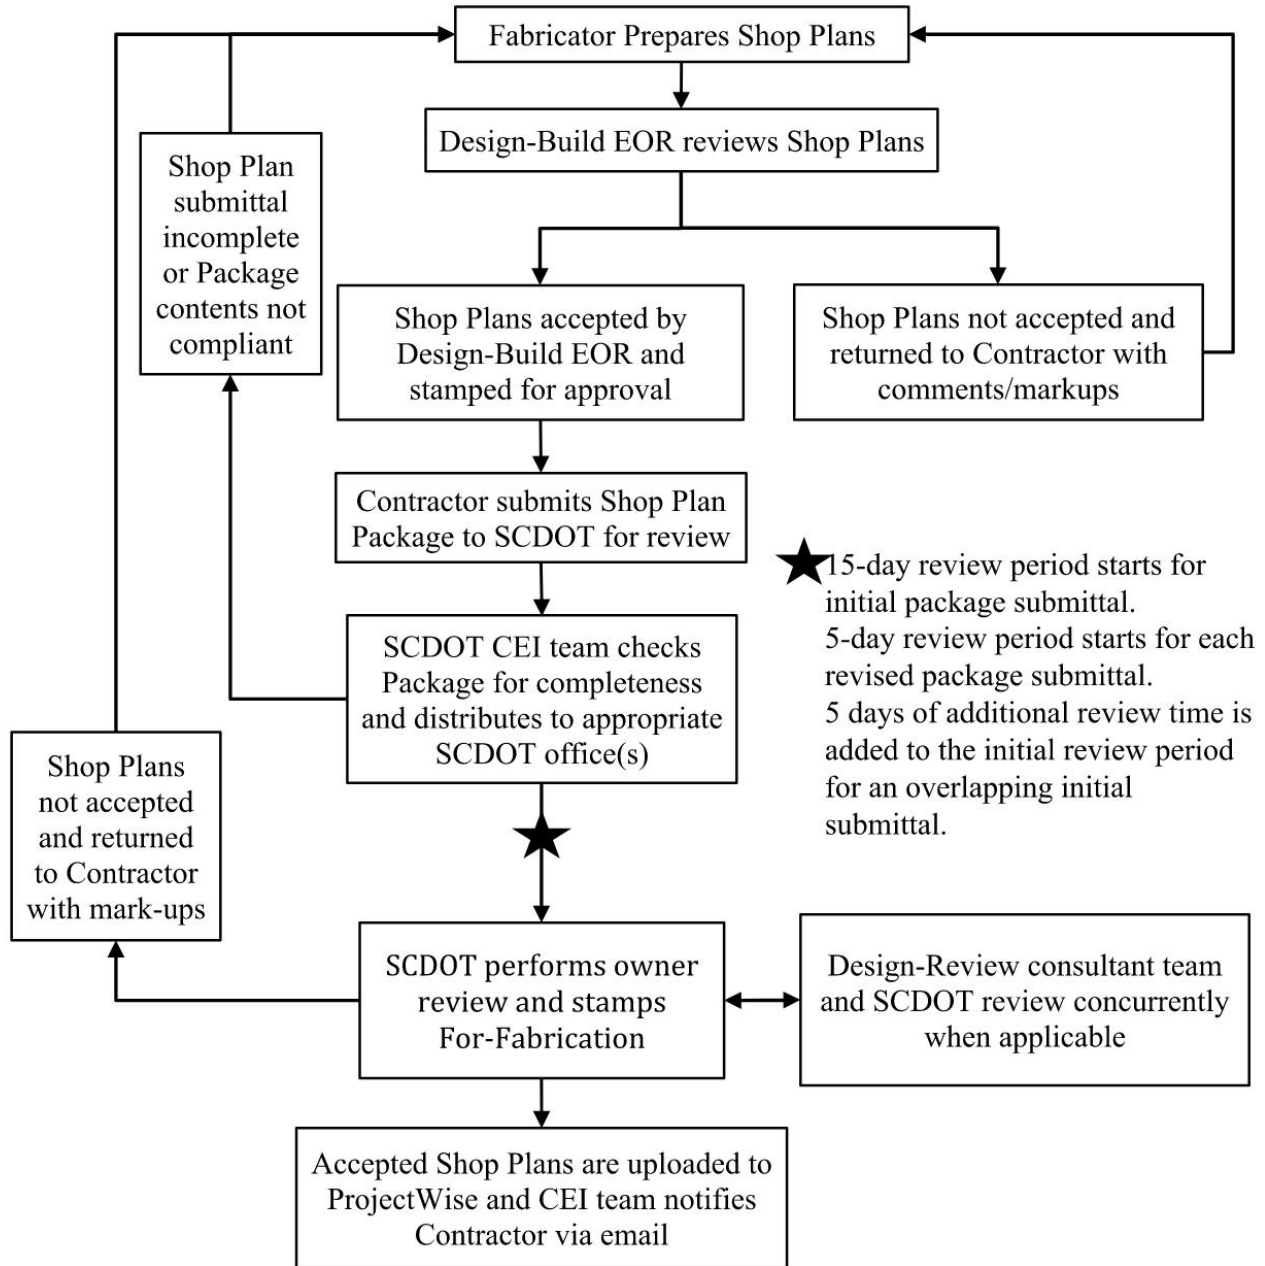 Fabricator Prepares Shop Plans
Design-Build EOR reviews Shop Plans
Shop Plan
submittal
incomplete
or Package
contents not
compliant
Shop Plans accepted by
Design-Build EOR and
stamped for approval
Shop Plans not accepted and
returned to Contractor with
comments/markups
Contractor submits Shop Plan
Package to SCDOT for review
15-day review period starts for
initial package submittal.
5-day review period starts for each
revised package submittal.
5 days of additional review time is
added to the initial review period
for an overlapping initial
submittal.
SCDOT CEI team checks
Package for completeness
and distributes to appropriate
SCDOT office(s)
Shop Plans
not accepted
and returned
to Contractor
with mark-ups
SCDOT performs owner
review and stamps
For-Fabrication
Design-Review consultant team
and SCDOT review concurrently
when applicable
Accepted Shop Plans are uploaded to
ProjectWise and CEI team notifies
Contractor via email